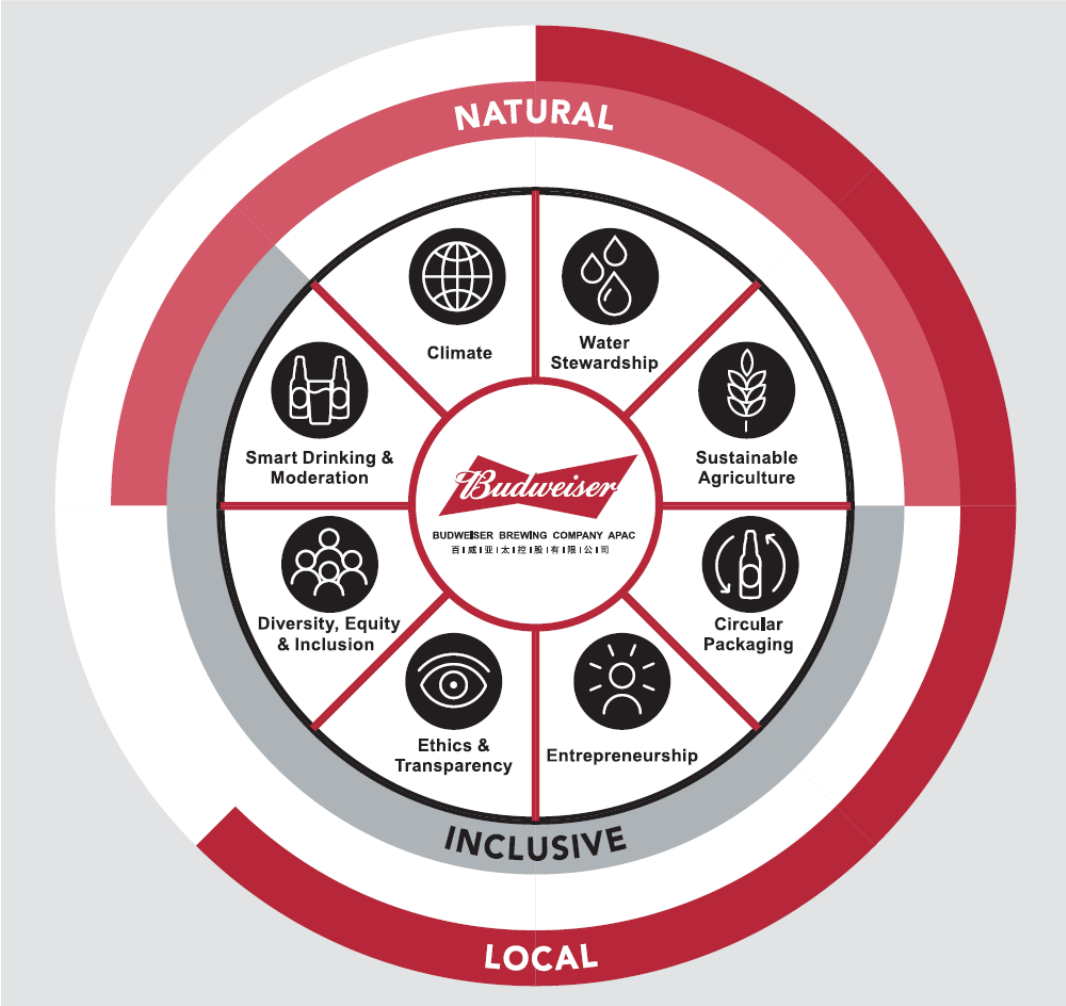 NATURAL
Climate
Water
Stewardship
Smart Drinking &
Moderation
Sustainable
Agriculture
Budweiser
BUDWEISER BREWING COMPANY APAC
百|威|亚|太|控|股|有|限|公|司
Diversity, Equity
& Inclusion
Circular
Packaging
Ethics &
Transparency
Entrepreneurship
INCLUSIVE
LOCAL